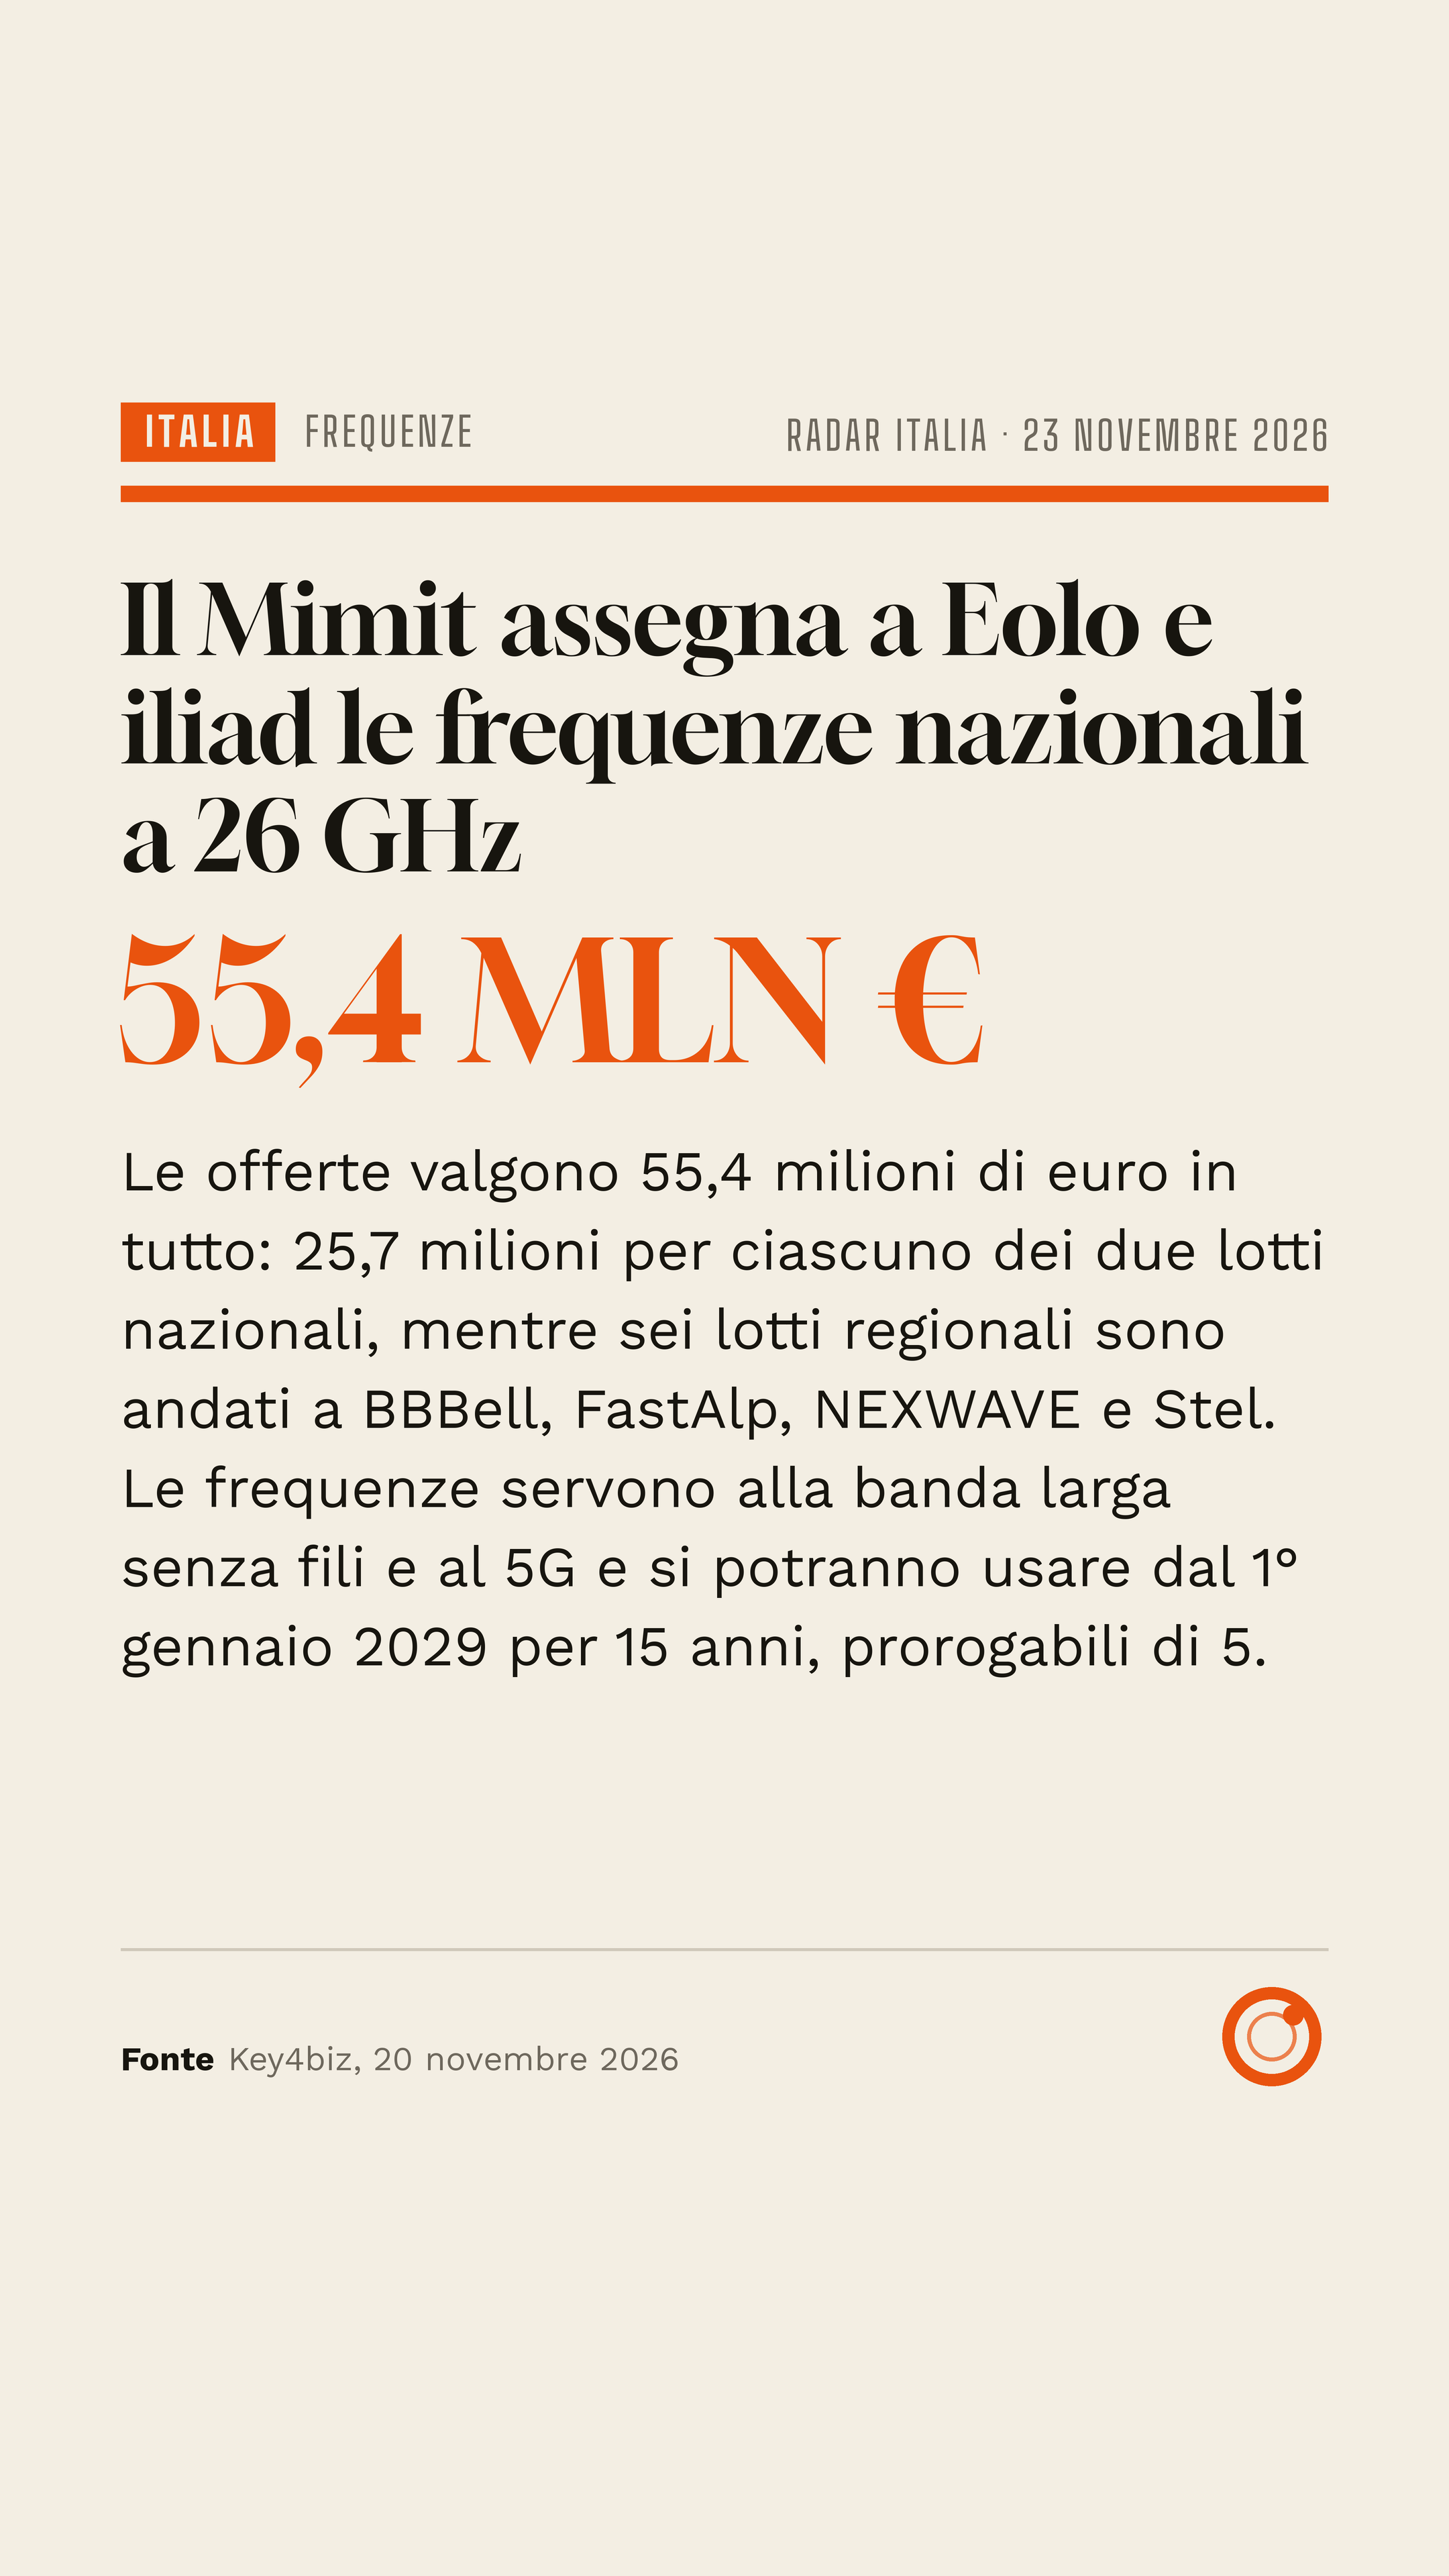 ITALIA FREQUENZE RADAR ITALIA · 23 NOVEMBRE 2026
Il Mimit assegna a Eolo e
iliad le frequenze nazionali
a 26 GHz
55,4 MLN €
Le offerte valgono 55,4 milioni di euro in
tutto: 25,7 milioni per ciascuno dei due lotti
nazionali, mentre sei lotti regionali sono
andati a BBBell, FastAlp, NEXWAVE e Stel.
Le frequenze servono alla banda larga
senza fili e al 5G e si potranno usare dal 1°
gennaio 2029 per 15 anni, prorogabili di 5.
Fonte Key4biz, 20 novembre 2026